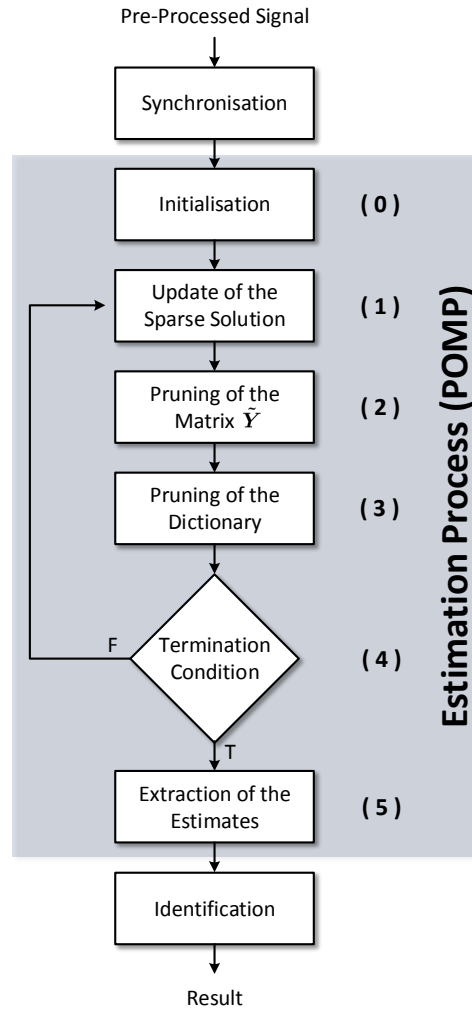 Pre-Processed Signal
Synchronisation
Initialisation
( 0 )
Update of the
Sparse Solution
( 1 )
Pruning of the
Matrix Ỹ
( 2 )
Pruning of the
Dictionary
( 3 )
F
Termination
Condition
( 4 )
T
Extraction of the
Estimates
( 5 )
Estimation Process (POMP)
Identification
Result